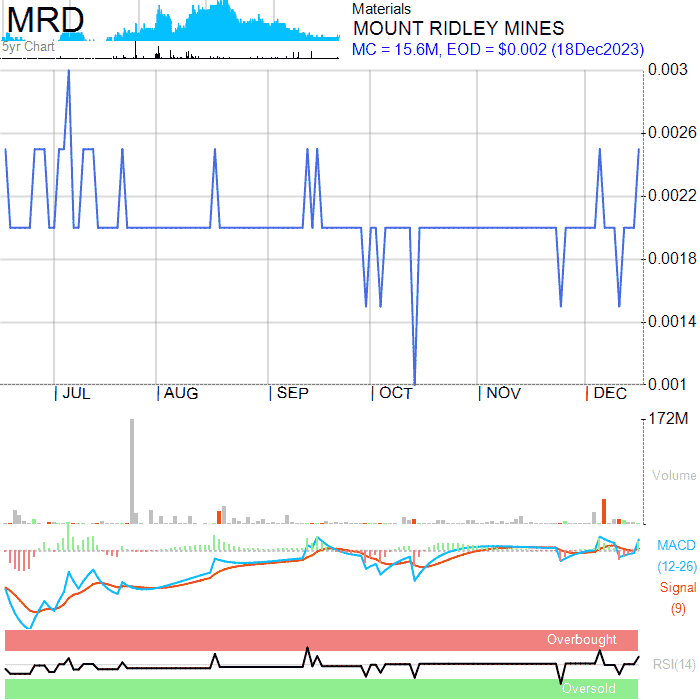 MRD
5yr Chart
Materials
MOUNT RIDLEY MINES
MC = 15.6M, EOD = $0.002 (18Dec2023)
0.003
0.0026
0.0022
0.0018
0.0014
0.001
JUL AUG SEP OCT NOV DEC
172M
Volume
MACD
(12-26)
Signal
(9)
Overbought
RSI(14)
Oversold